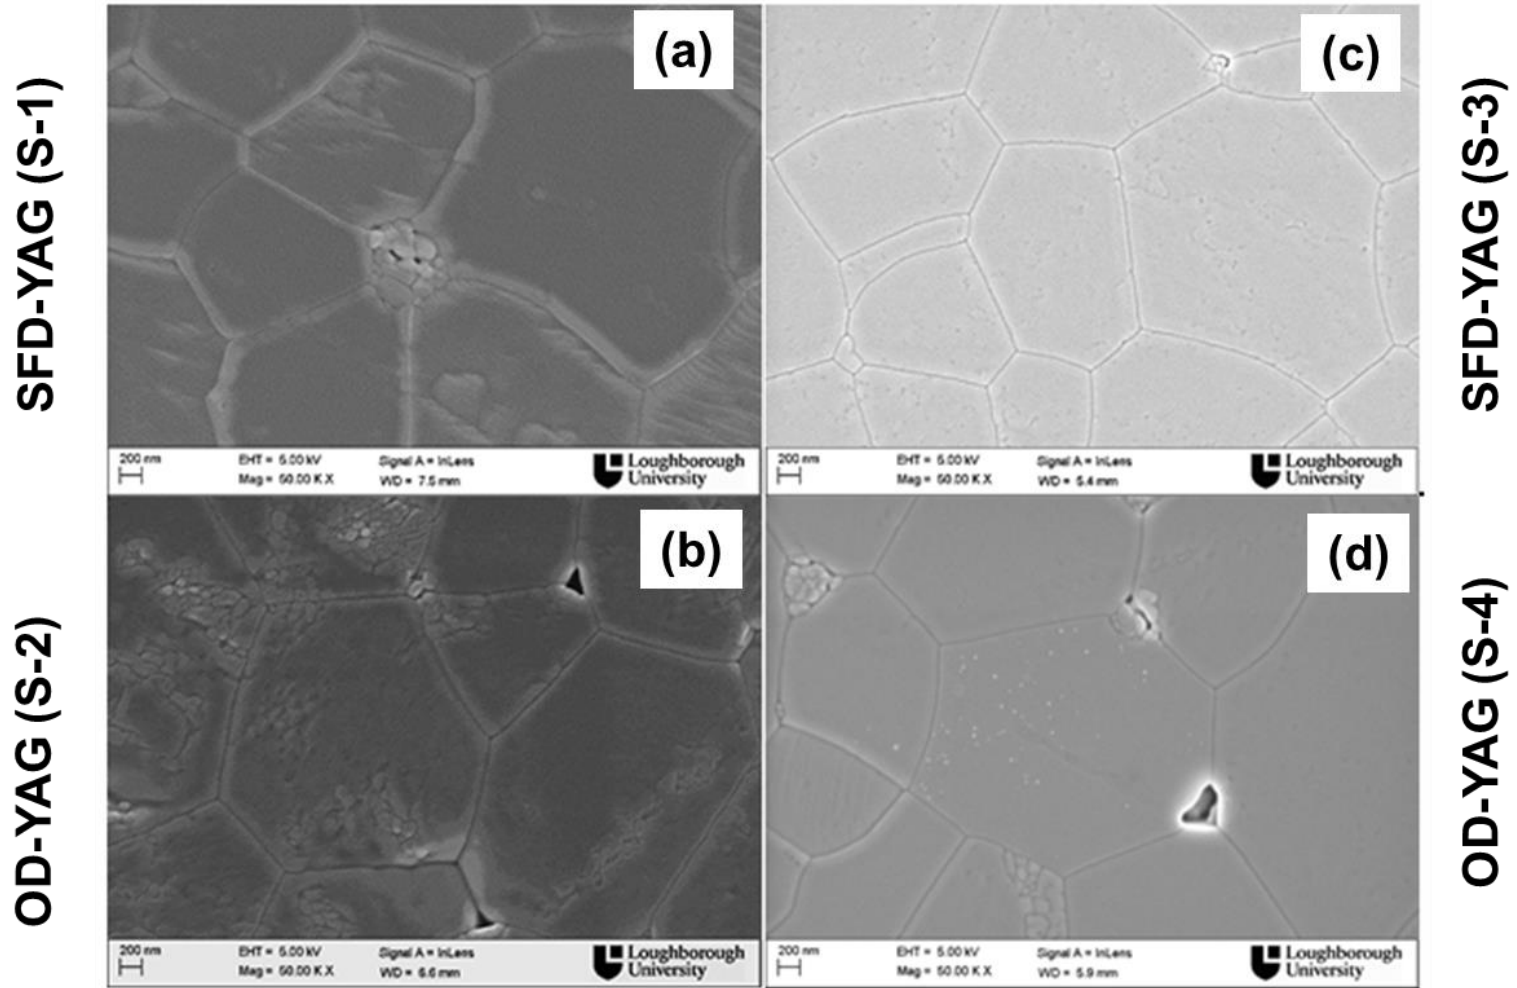 SFD-YAG (S-1)
(a)
200 nm
EHT = 5.00 kV
Signal A = InLens
Mag = 50.00 K X
WD = 7.5 mm
Loughborough
University
(c)
SFD-YAG (S-3)
200 nm
EHT = 5.00 kV
Signal A = InLens
Mag = 50.00 K X
WD = 5.4 mm
Loughborough
University
OD-YAG (S-2)
(b)
200 nm
EHT = 5.00 kV
Signal A = InLens
Mag = 50.00 K X
WD = 6.6 mm
Loughborough
University
(d)
OD-YAG (S-4)
200 nm
EHT = 5.00 kV
Signal A = InLens
Mag = 50.00 K X
WD = 5.9 mm
Loughborough
University